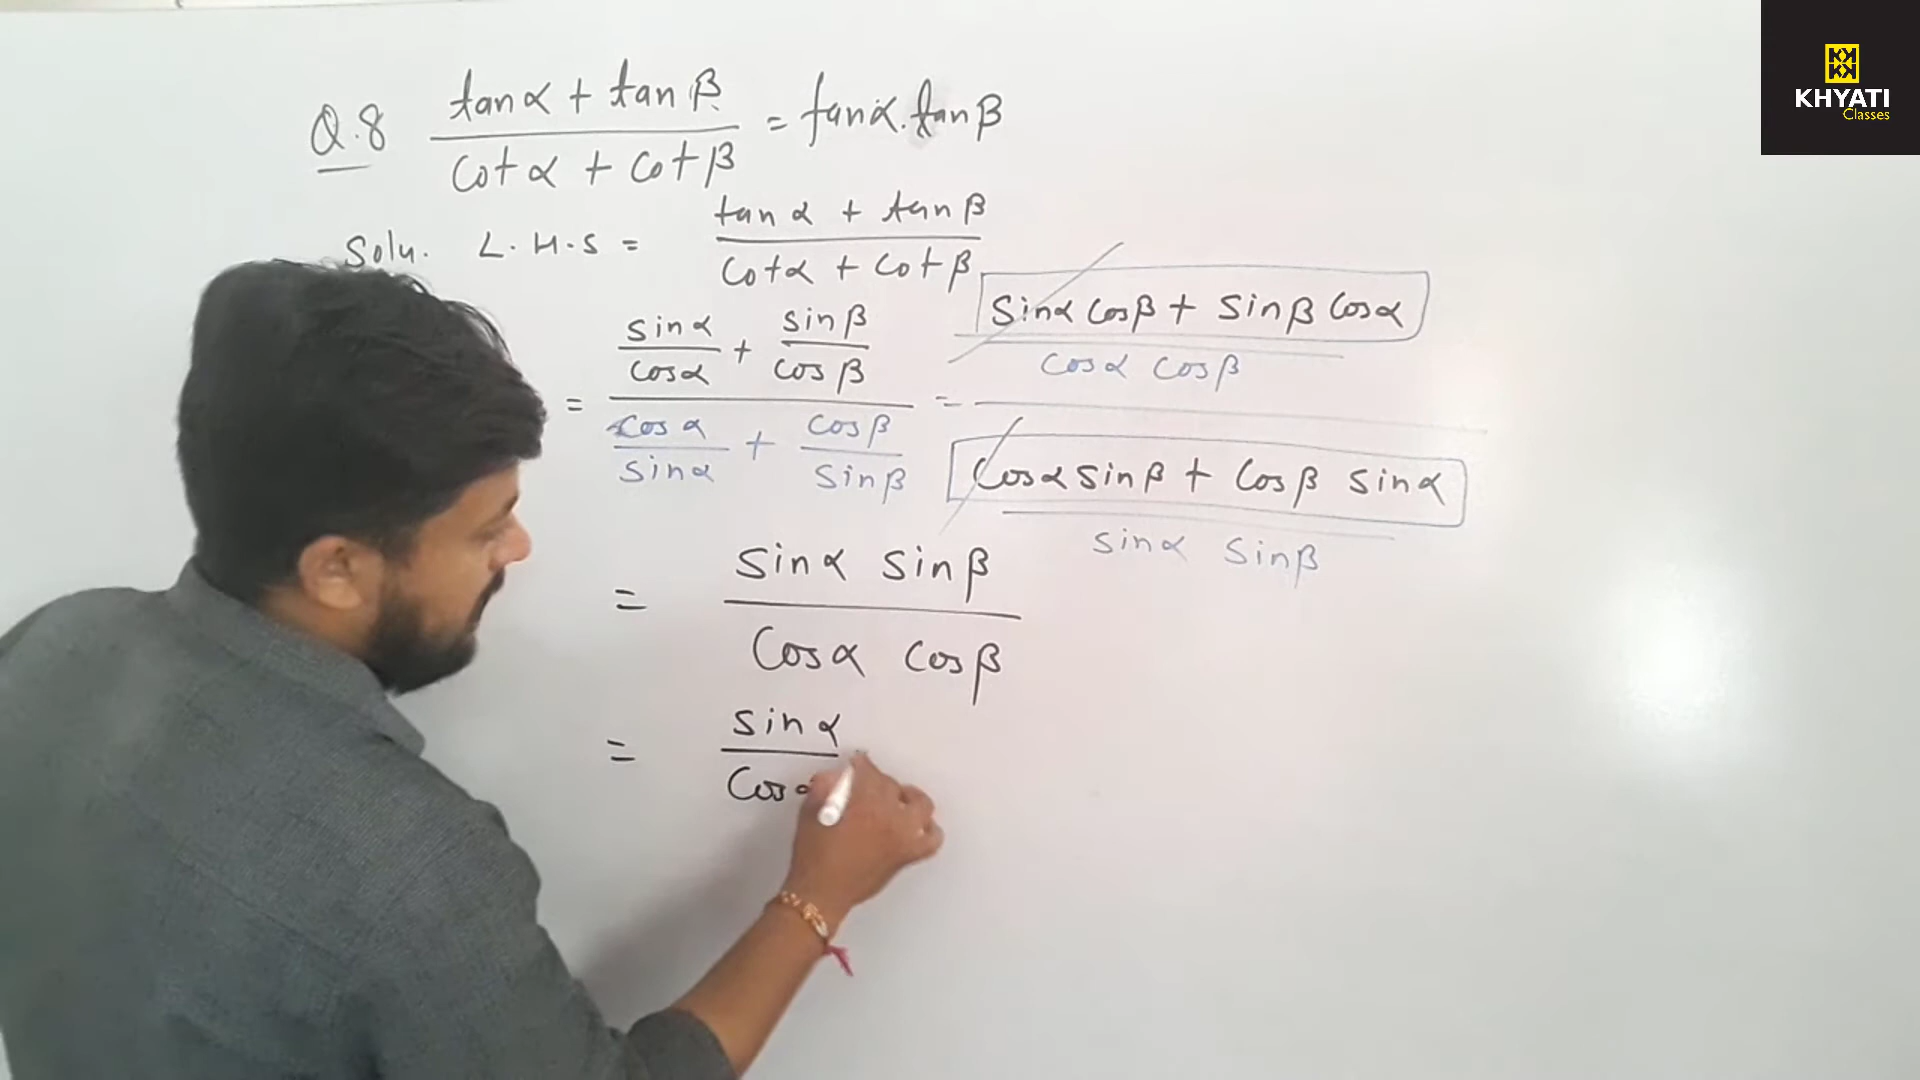 KHYATI
Classes
Q.8 (tanα + tanβ)/(cotα + cotβ) = tanα.tanβ
Solu. L.H.S = (tanα + tanβ)/(cotα + cotβ)
= (sinα/cosα + sinβ/cosβ)/(cosα/sinα + cosβ/sinβ) = ((sinα cosβ + sinβ cosα)/(cosα cosβ))/((cosα sinβ + cosβ sinα)/(sinα sinβ))
= (sinα sinβ)/(cosα cosβ)
= sinα/cosα